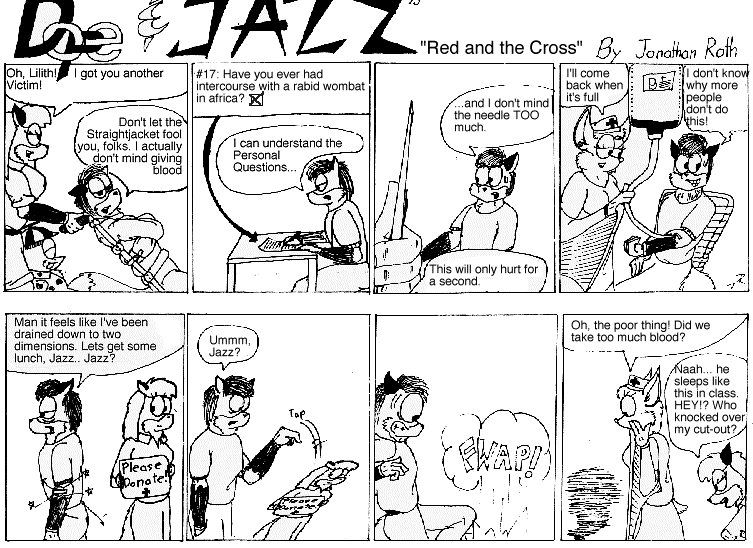 Doe
& JAZZ
"Red and the Cross"
By Jonathan Roth
Oh, Lilith! I got you another
Victim!
Don't let the
Straightjacket fool
you, folks. I actually
don't mind giving
blood
#17: Have you ever had
intercourse with a rabid wombat
in africa?
I can understand the
Personal
Questions...
...and I don't mind
the needle TOO
much.
This will only hurt for
a second.
I'll come
back when
it's full
I don't know
why more
people
don't do
this!
Man it feels like I've been
drained down to two
dimensions. Lets get some
lunch, Jazz.. Jazz?
Please
Donate!
Ummm,
Jazz?
Tap
Please
Donate!
FWAP!
Oh, the poor thing! Did we
take too much blood?
Naah... he
sleeps like
this in class.
HEY!? Who
knocked over
my cut-out?